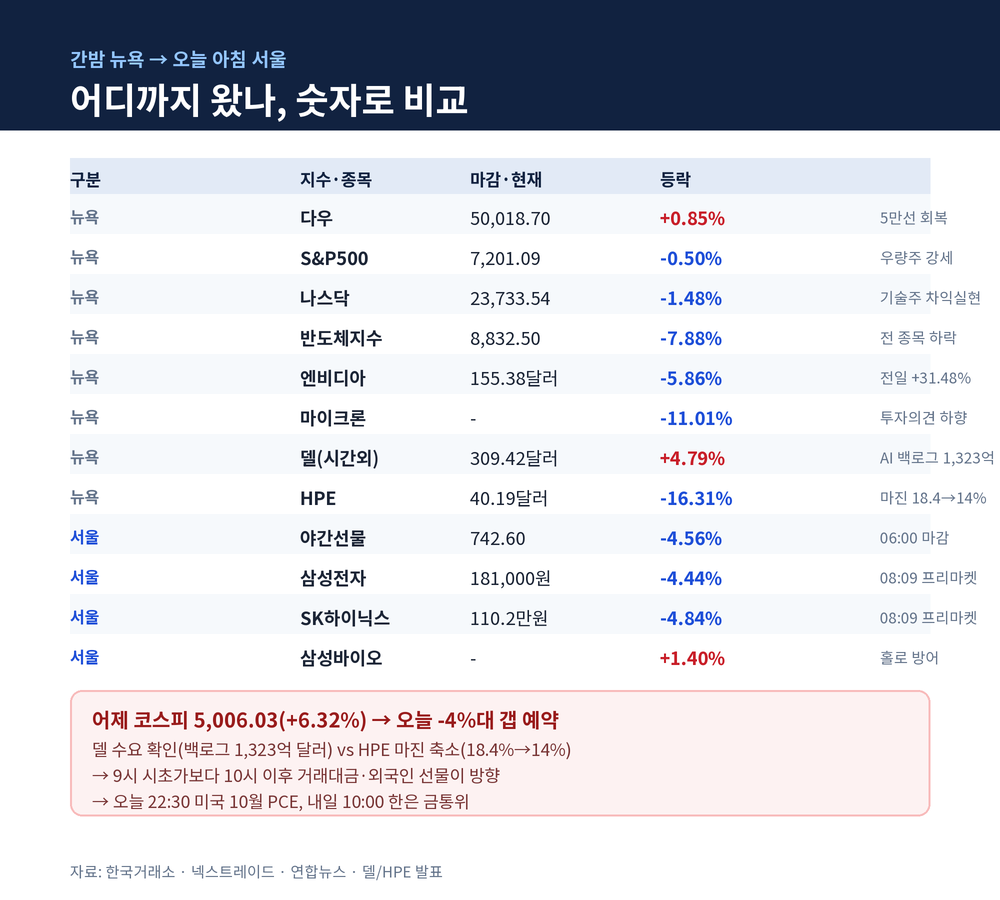 간밤 뉴욕 → 오늘 아침 서울
어디까지 왔나, 숫자로 비교
구분 지수·종목 마감·현재 등락
뉴욕 다우 50,018.70 +0.85% 5만선 회복
뉴욕 S&P500 7,201.09 -0.50% 우량주 강세
뉴욕 나스닥 23,733.54 -1.48% 기술주 차익실현
뉴욕 반도체지수 8,832.50 -7.88% 전 종목 하락
뉴욕 엔비디아 155.38달러 -5.86% 전일 +31.48%
뉴욕 마이크론 - -11.01% 투자의견 하향
뉴욕 델(시간외) 309.42달러 +4.79% AI 백로그 1,323억
뉴욕 HPE 40.19달러 -16.31% 마진 18.4→14%
서울 야간선물 742.60 -4.56% 06:00 마감
서울 삼성전자 181,000원 -4.44% 08:09 프리마켓
서울 SK하이닉스 110.2만원 -4.84% 08:09 프리마켓
서울 삼성바이오 - +1.40% 홀로 방어
어제 코스피 5,006.03(+6.32%) → 오늘 -4%대 갭 예약
델 수요 확인(백로그 1,323억 달러) vs HPE 마진 축소(18.4%→14%)
→ 9시 시초가보다 10시 이후 거래대금·외국인 선물이 방향
→ 오늘 22:30 미국 10월 PCE, 내일 10:00 한은 금통위
자료: 한국거래소 · 넥스트레이드 · 연합뉴스 · 델/HPE 발표